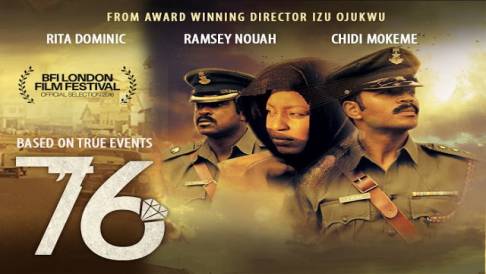 FROM AWARD WINNING DIRECTOR IZU OJUKWU
RITA DOMINIC RAMSEY NOUAH CHIDI MOKEME
BFI LONDON
FILM FESTIVAL
OFFICIAL SELECTION 2016
BASED ON TRUE EVENTS
76